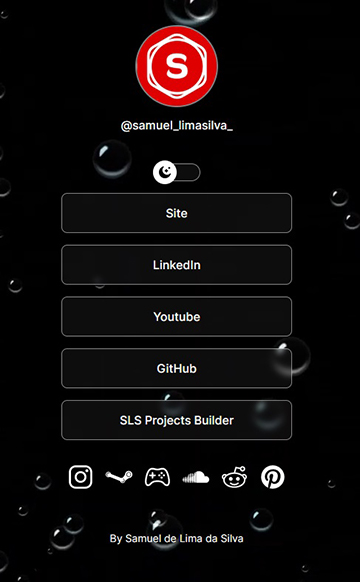 S
@samuel_limasilva_
Site
LinkedIn
Youtube
GitHub
SLS Projects Builder
By Samuel de Lima da Silva